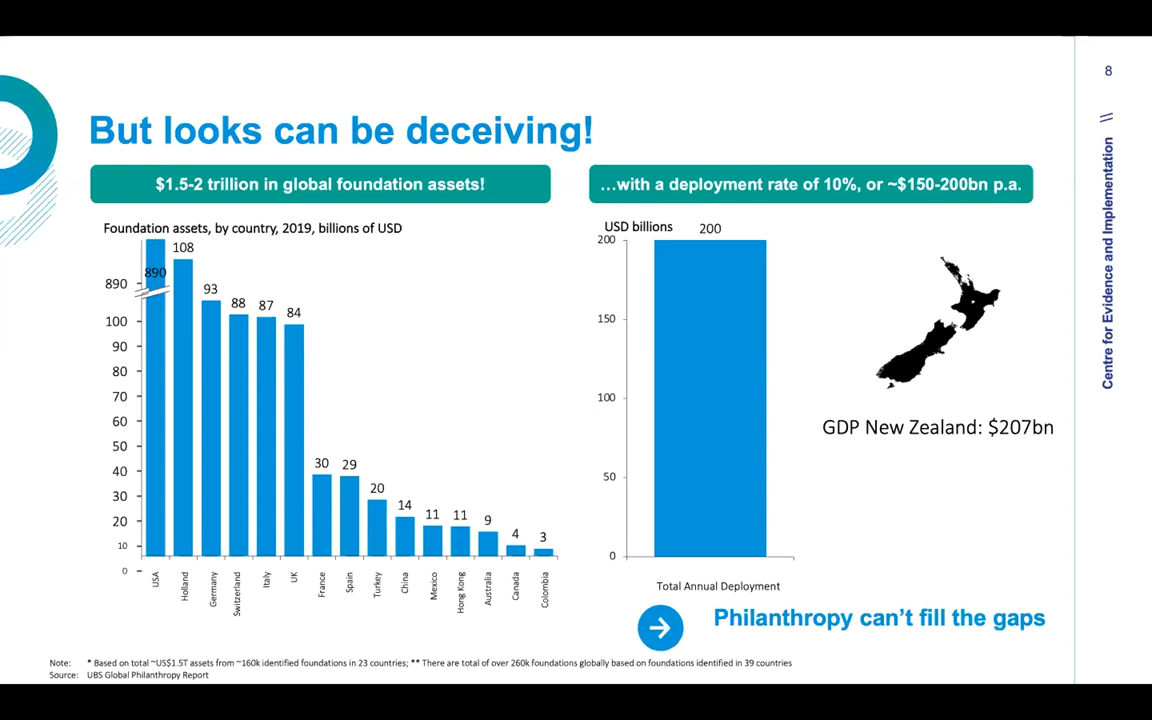 8
Centre for Evidence and Implementation \\
But looks can be deceiving!
$1.5-2 trillion in global foundation assets!
Foundation assets, by country, 2019, billions of USD
890
100
90
80
70
60
50
40
30
20
10
0
890
108
93
88
87
84
30
29
20
14
11
11
9
4
3
USA
Holland
Germany
Switzerland
Italy
UK
France
Spain
Turkey
China
Mexico
Hong Kong
Australia
Canada
Colombia
…with a deployment rate of 10%, or ~$150-200bn p.a.
USD billions
200
200
150
100
50
0
Total Annual Deployment
GDP New Zealand: $207bn
Philanthropy can’t fill the gaps
Note: * Based on total ~US$1.5T assets from ~160k identified foundations in 23 countries; ** There are total of over 260k foundations globally based on foundations identified in 39 countries
Source: UBS Global Philanthropy Report